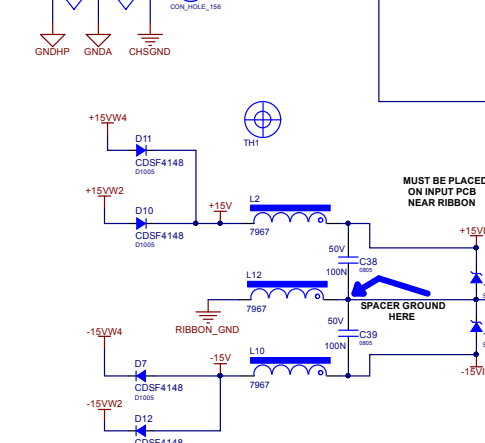 CON_HOLE_156
GNDHP
GNDA
CHSGND
TH1
+15VW4
D11
CDSF4148
D1005
+15VW2
D10
CDSF4148
D1005
+15V
L2
7967
MUST BE PLACED
ON INPUT PCB
NEAR RIBBON
50V
C38
0805
100N
L12
7967
RIBBON_GND
SPACER GROUND
HERE
50V
C39
0805
100N
-15VW4
D7
CDSF4148
D1005
-15V
L10
7967
-15VW2
D12
CDSF4148